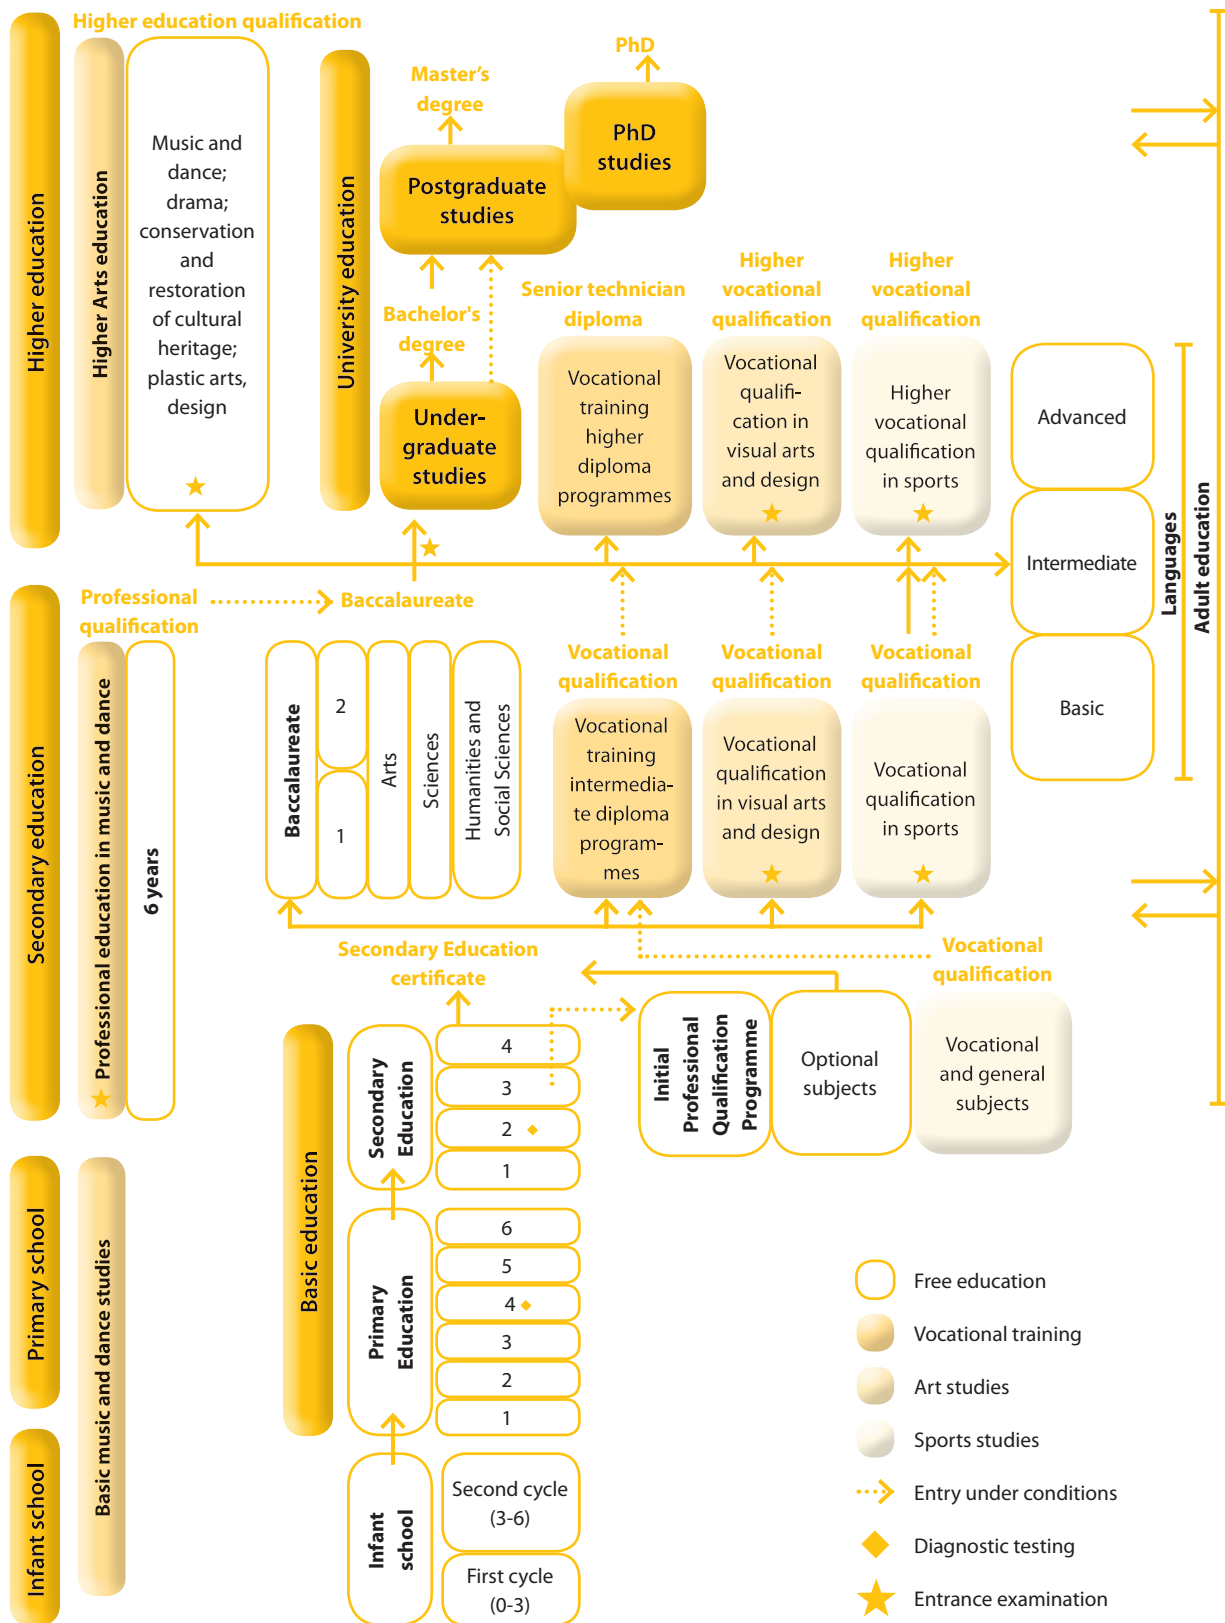 Higher education qualification
Higher education
Higher Arts education
Music and
dance;
drama;
conservation
and
restoration
of cultural
heritage;
plastic arts,
design
University education
Master's
degree
PhD
PhD
studies
Postgraduate
studies
Bachelor's
degree
Under-
graduate
studies
Senior technician
diploma
Vocational
training
higher
diploma
programmes
Higher
vocational
qualification
Vocational
qualifi-
cation in
visual arts
and design
Higher
vocational
qualification
Higher
vocational
qualification
in sports
Advanced
Intermediate
Basic
Languages
Adult education
Secondary education
Professional
qualification
Baccalaureate
Professional education in music and dance
6 years
Baccalaureate
2
1
Arts
Sciences
Humanities and
Social Sciences
Vocational
qualification
Vocational
training
intermedia-
te diploma
program-
mes
Vocational
qualification
Vocational
qualification
in visual arts
and design
Vocational
qualification
Vocational
qualification
in sports
Secondary Education
certificate
Vocational
qualification
Initial
Professional
Qualification
Programme
Optional
subjects
Vocational
and general
subjects
Basic education
Secondary
Education
4
3
2
1
Primary school
Basic music and dance studies
Primary
Education
6
5
4
3
2
1
Infant school
Infant
school
Second cycle
(3-6)
First cycle
(0-3)
Free education
Vocational training
Art studies
Sports studies
Entry under conditions
Diagnostic testing
Entrance examination